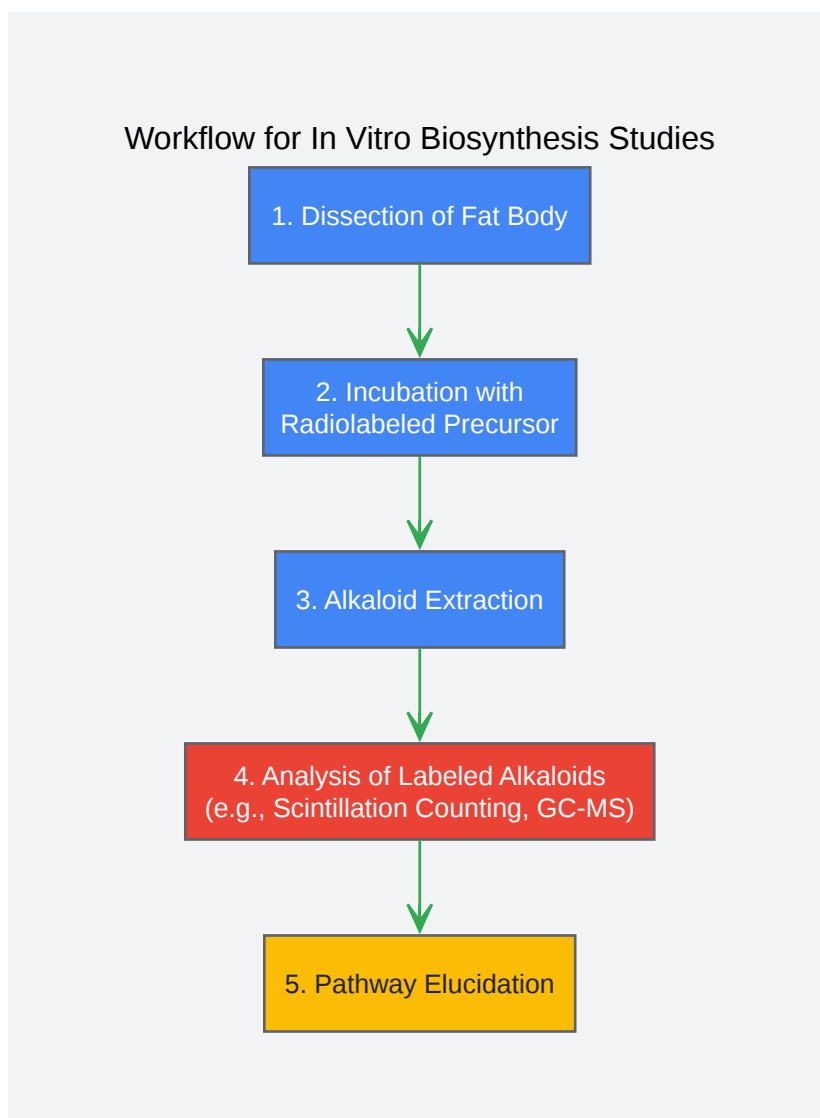 Workflow for In Vitro Biosynthesis Studies
1. Dissection of Fat Body
2. Incubation with
Radiolabeled Precursor
3. Alkaloid Extraction
4. Analysis of Labeled Alkaloids
(e.g., Scintillation Counting, GC-MS)
5. Pathway Elucidation